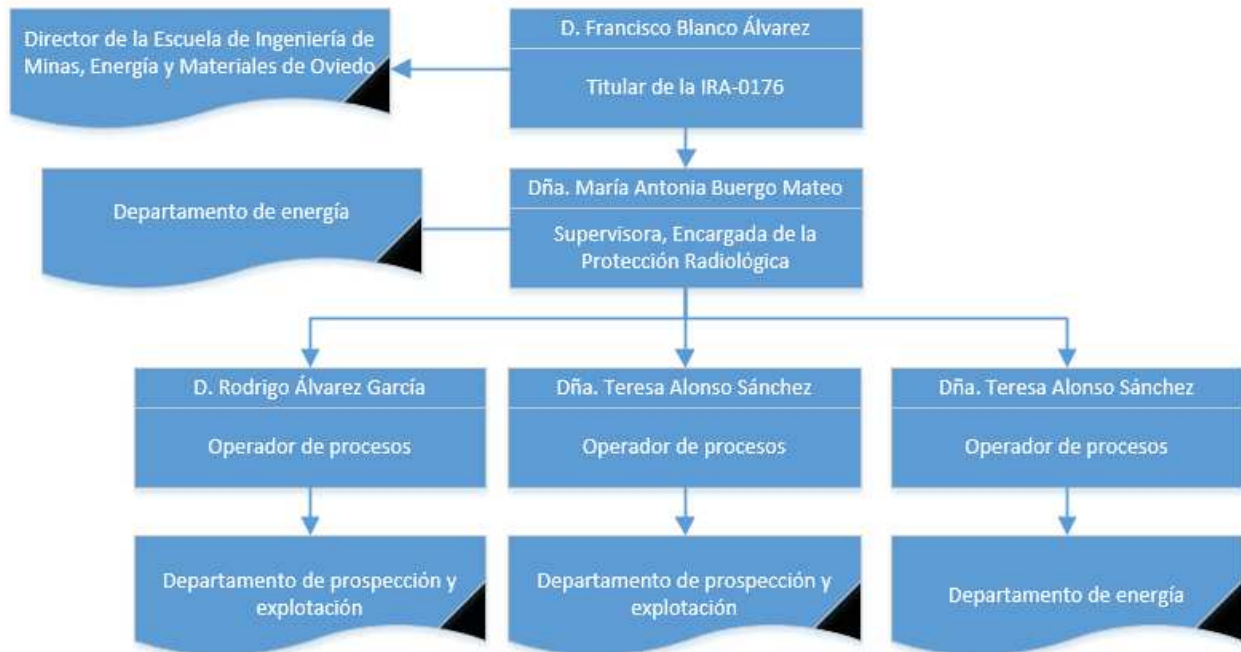 Director de la Escuela de Ingeniería de
Minas, Energía y Materiales de Oviedo
D. Francisco Blanco Álvarez
Titular de la IRA-0176
Departamento de energía
Dña. María Antonia Buergo Mateo
Supervisora, Encargada de la
Protección Radiológica
D. Rodrigo Álvarez García
Operador de procesos
Dña. Teresa Alonso Sánchez
Operador de procesos
Dña. Teresa Alonso Sánchez
Operador de procesos
Departamento de prospección y
explotación
Departamento de prospección y
explotación
Departamento de energía